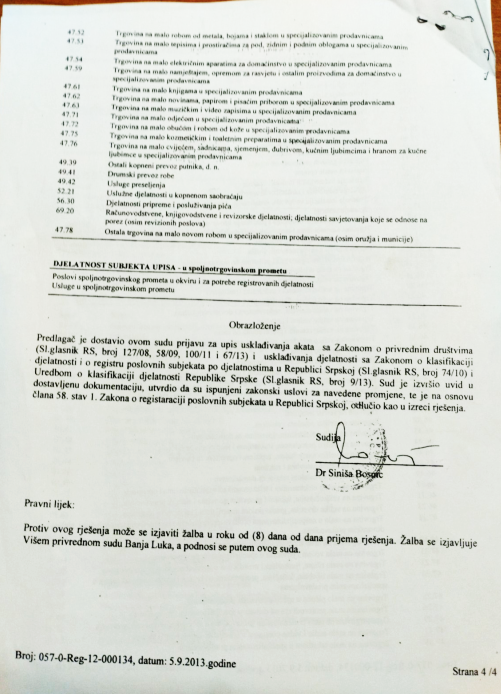 47.52 Trgovina na malo robom od metala, bojama i staklom u specijalizovanim prodavnicama
47.53 Trgovina na malo tepisima i prostiračima za pod, zidnim i podnim oblogama u specijalizovanim
prodavnicama
47.54 Trgovina na malo električnim aparatima za domaćinstvo u specijalizovanim prodavnicama
47.59 Trgovina na malo namještajem, opremom za rasvjetu i ostalim proizvodima za domaćinstvo u
specijalizovanim prodavnicama
47.61 Trgovina na malo knjigama u specijalizovanim prodavnicama
47.62 Trgovina na malo novinama, papirom i pisaćim priborom u specijalizovanim prodavnicama
47.63 Trgovina na malo muzičkim i video zapisima u specijalizovanim prodavnicama
47.71 Trgovina na malo odjećom u specijalizovanim prodavnicama
47.72 Trgovina na malo obućom i robom od kože u specijalizovanim prodavnicama
47.75 Trgovina na malo kozmetičkim i toaletnim preparatima u specijalizovanim prodavnicama
47.76 Trgovina na malo cvijećem, sadnicama, sjemenjem, đubrivom, kućnim ljubimcima i hranom za kućne
ljubimce u specijalizovanim prodavnicama
49.39 Ostali kopneni prevoz putnika, d. n.
49.41 Drumski prevoz robe
49.42 Usluge preseljenja
52.21 Uslužne djelatnosti u kopnenom saobraćaju
56.30 Djelatnosti pripreme i posluživanja pića
69.20 Računovodstvene, knjigovodstvene i revizorske djelatnosti, djelatnosti savjetovanja koje se odnose na
porez (osim revizionih poslova)
47.78 Ostala trgovina na malo novom robom u specijalizovanim prodavnicama (osim oružja i municije)
DJELATNOST SUBJEKTA UPISA - u spoljnotrgovinskom prometu
Poslovi spoljnotrgovinskog prometa u okviru i za potrebe registrovanih djelatnosti
Usluge u spoljnotrgovinskom prometu
Obrazloženje
Predlagač je dostavio ovom sudu prijavu za upis usklađivanja akata sa Zakonom o privrednim društvima
(Sl.glasnik RS, broj 127/08, 58/09, 100/11 i 67/13) i usklađivanja djelatnosti sa Zakonom o klasifikaciji
djelatnosti i o registru poslovnih subjekata po djelatnostima u Republici Srpskoj (Sl.glasnik RS, broj 74/10) i
Uredbom o klasifikaciji djelatnosti Republike Srpske (Sl.glasnik RS, broj 9/13). Sud je izvršio uvid u
dostavljenu dokumentaciju, utvrdio da su ispunjeni zakonski uslovi za navedene promjene, te je na osnovu
člana 58. stav 1. Zakona o registaraciji poslovnih subjekata u Republici Srpskoj, odlučio kao u izreci rješenja.
Sudija
Dr Siniša
Pravni lijek:
Protiv ovog rješenja može se izjaviti žalba u roku od (8) dana od dana prijema rješenja. Žalba se izjavljuje
Višem privrednom sudu Banja Luka, a podnosi se putem ovog suda.
Broj: 057-0-Reg-12-000134, datum: 5.9.2013.godine
Strana 4 /4